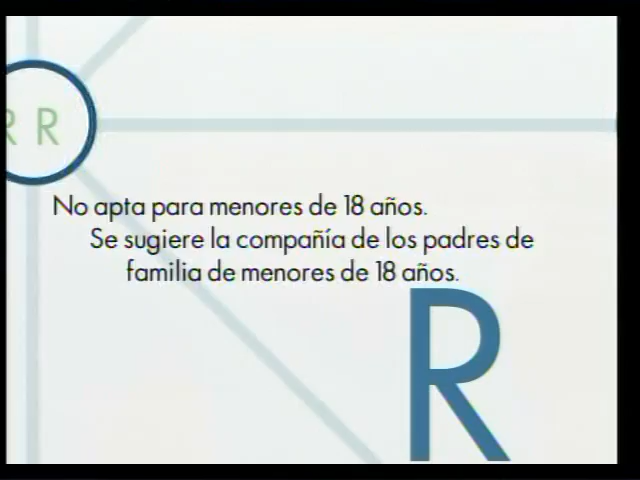 R R
No apta para menores de 18 años.
Se sugiere la compañía de los padres de
familia de menores de 18 años.
R